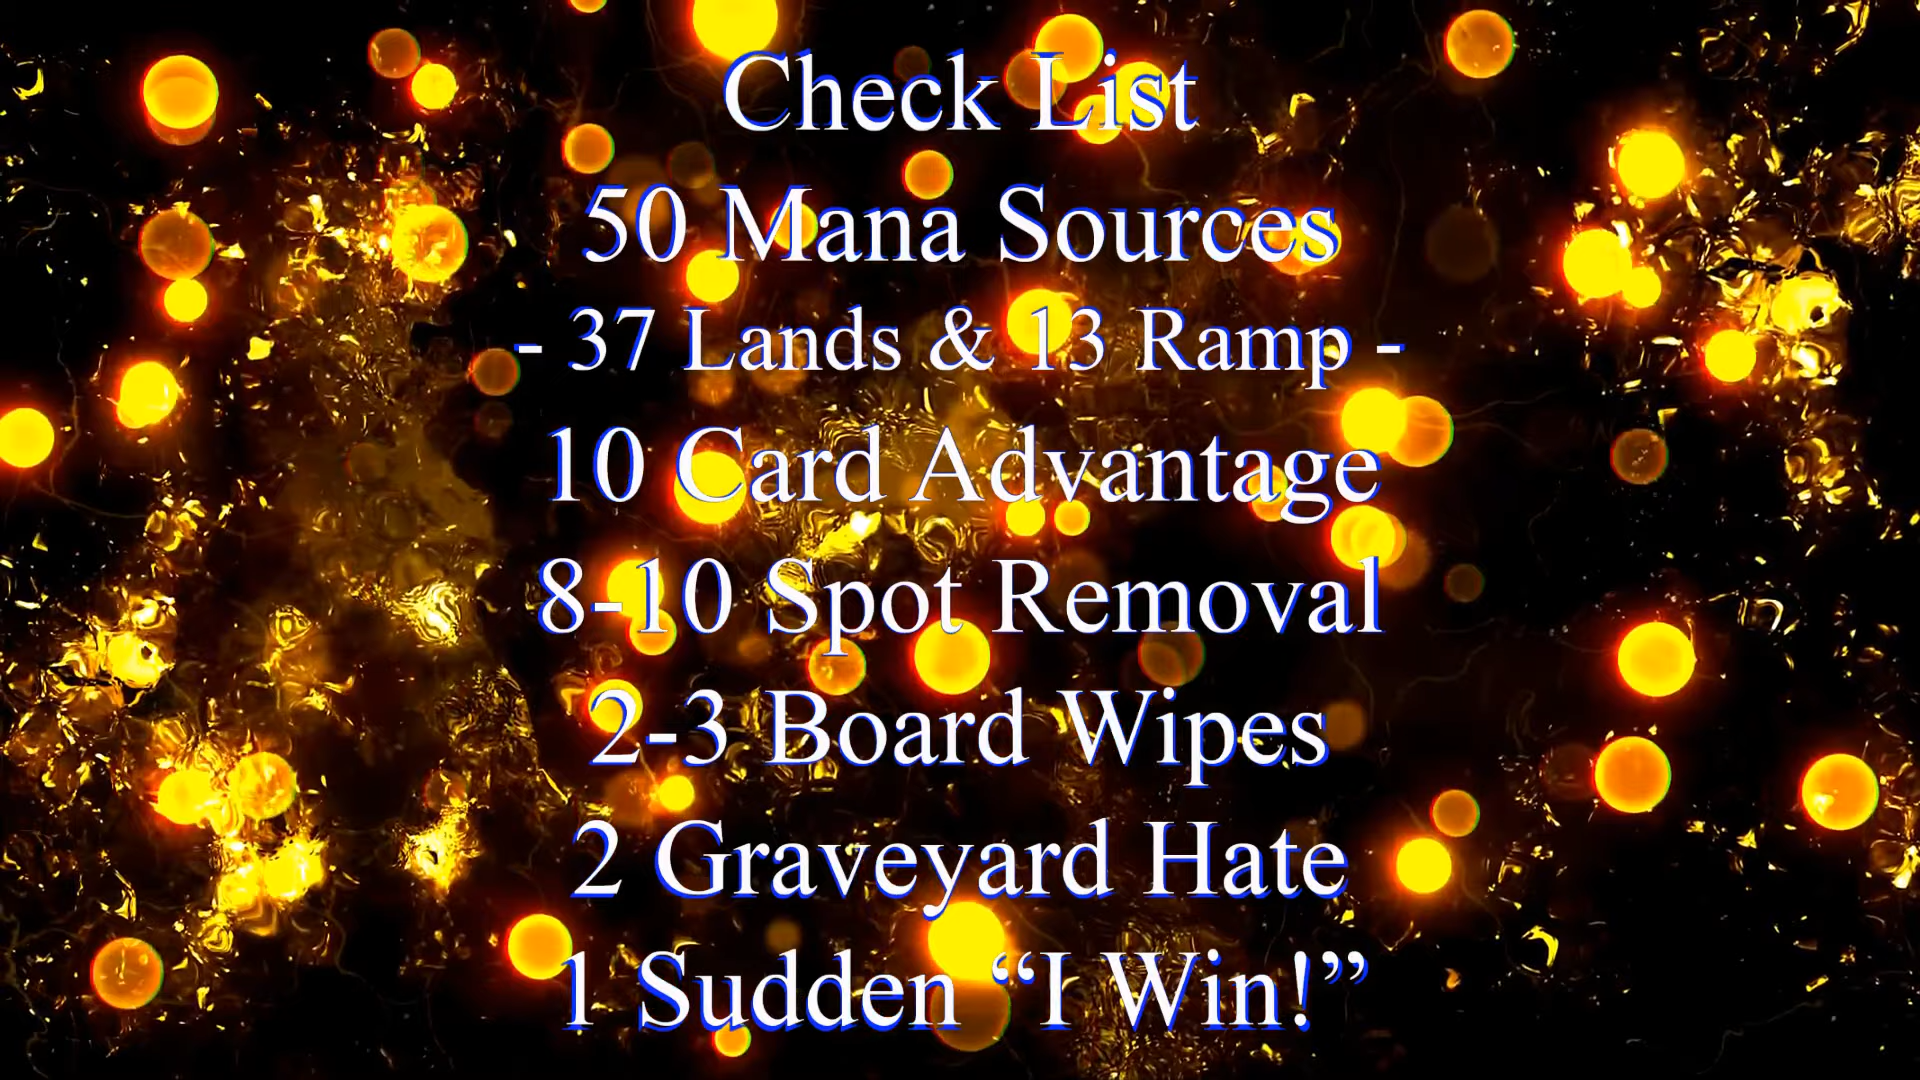 Check List
50 Mana Sources
- 37 Lands & 13 Ramp -
10 Card Advantage
8-10 Spot Removal
2-3 Board Wipes
2 Graveyard Hate
1 Sudden “I Win!”